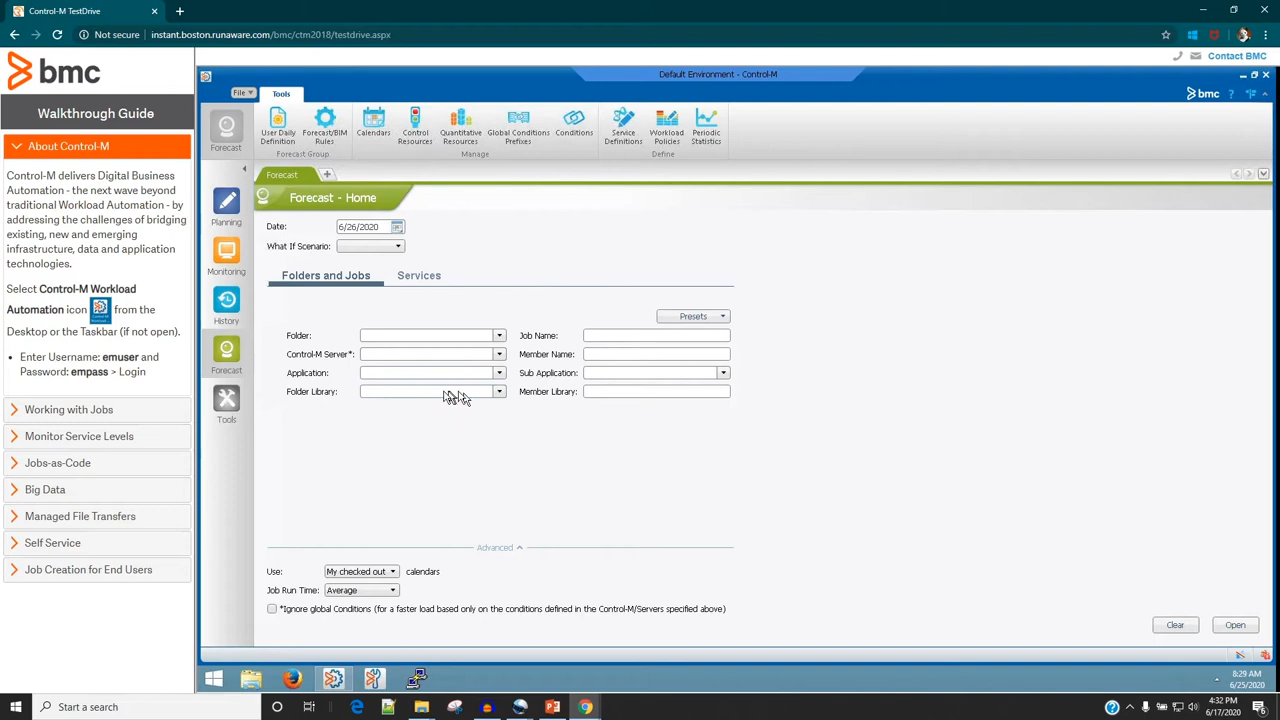 Control-M TestDrive
Not secure
instant.boston.runaware.com/bmc/ctm2018/testdrive.aspx
Contact BMC
bmc
Walkthrough Guide
About Control-M
Control-M delivers Digital Business
Automation - the next wave beyond
traditional Workload Automation - by
addressing the challenges of bridging
existing, new and emerging
infrastructure, data and application
technologies.
Select Control-M Workload
Automation icon from the
Desktop or the Taskbar (if not open).
Enter Username: emuser and
Password: empass > Login
Working with Jobs
Monitor Service Levels
Jobs-as-Code
Big Data
Managed File Transfers
Self Service
Job Creation for End Users
Default Environment - Control-M
File
Tools
bmc
Forecast
User Daily Definition
Forecast/BIM Rules
Calendars
Control Resources
Quantitative Resources
Global Conditions Prefixes
Conditions
Service Definitions
Workload Policies
Periodic Statistics
Forecast Group
Manage
Define
Planning
Monitoring
History
Forecast
Tools
Forecast
Forecast - Home
Date: 6/26/2020
What If Scenario:
Folders and Jobs Services
Presets
Folder: Job Name:
Control-M Server*: Member Name:
Application: Sub Application:
Folder Library: Member Library:
Advanced
Use: My checked out calendars
Job Run Time: Average
*Ignore global Conditions (for a faster load based only on the conditions defined in the Control-M/Servers specified above)
Clear Open
8:29 AM
6/25/2020
Start a search
4:32 PM
6/17/2020
6